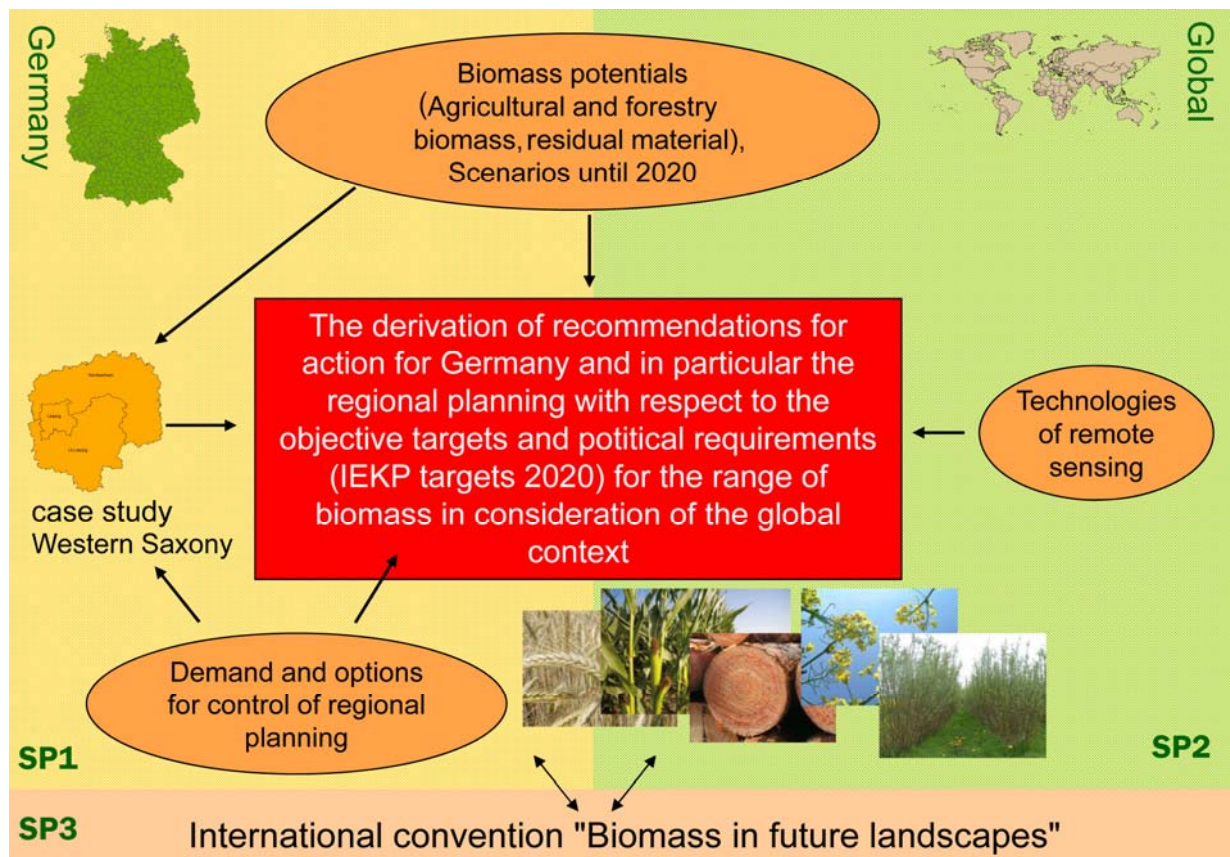 Germany
Global
Biomass potentials
(Agricultural and forestry
biomass, residual material),
Scenarios until 2020
The derivation of recommendations for
action for Germany and in particular the
regional planning with respect to the
objective targets and potitical requirements
(IEKP targets 2020) for the range of
biomass in consideration of the global
context
Technologies
of remote
sensing
case study
Western Saxony
Demand and options
for control of regional
planning
SP1
SP2
SP3
International convention "Biomass in future landscapes"